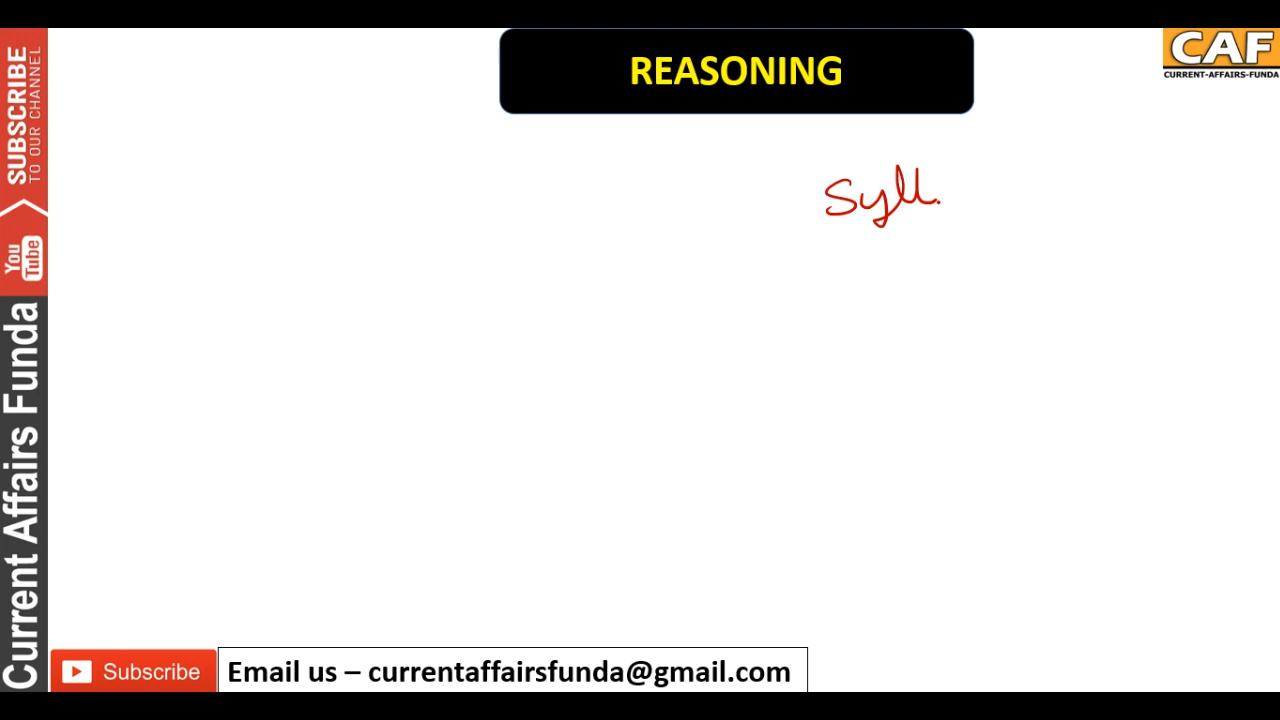 REASONING
CAF
CURRENT-AFFAIRS-FUNDA
SUBSCRIBE
TO OUR CHANNEL
You
Tube
Current Affairs Funda
Syll.
Subscribe
Email us – currentaffairsfunda@gmail.com